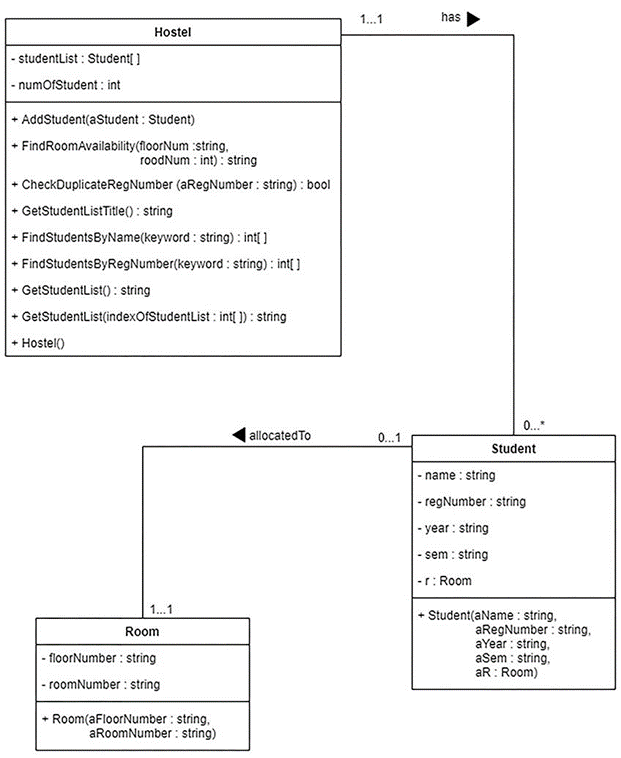 1...1
has
Hostel
- studentList : Student[ ]
- numOfStudent : int
+ AddStudent(aStudent : Student)
+ FindRoomAvailability(floorNum :string,
roodNum : int) : string
+ CheckDuplicateRegNumber (aRegNumber : string) : bool
+ GetStudentListTitle() : string
+ FindStudentsByName(keyword : string) : int[ ]
+ FindStudentsByRegNumber(keyword : string) : int[ ]
+ GetStudentList() : string
+ GetStudentList(indexOfStudentList : int[ ]) : string
+ Hostel()
0...*
allocatedTo
0...1
Student
- name : string
- regNumber : string
- year : string
- sem : string
- r : Room
+ Student(aName : string,
aRegNumber : string,
aYear : string,
aSem : string,
aR : Room)
1...1
Room
- floorNumber : string
- roomNumber : string
+ Room(aFloorNumber : string,
aRoomNumber : string)